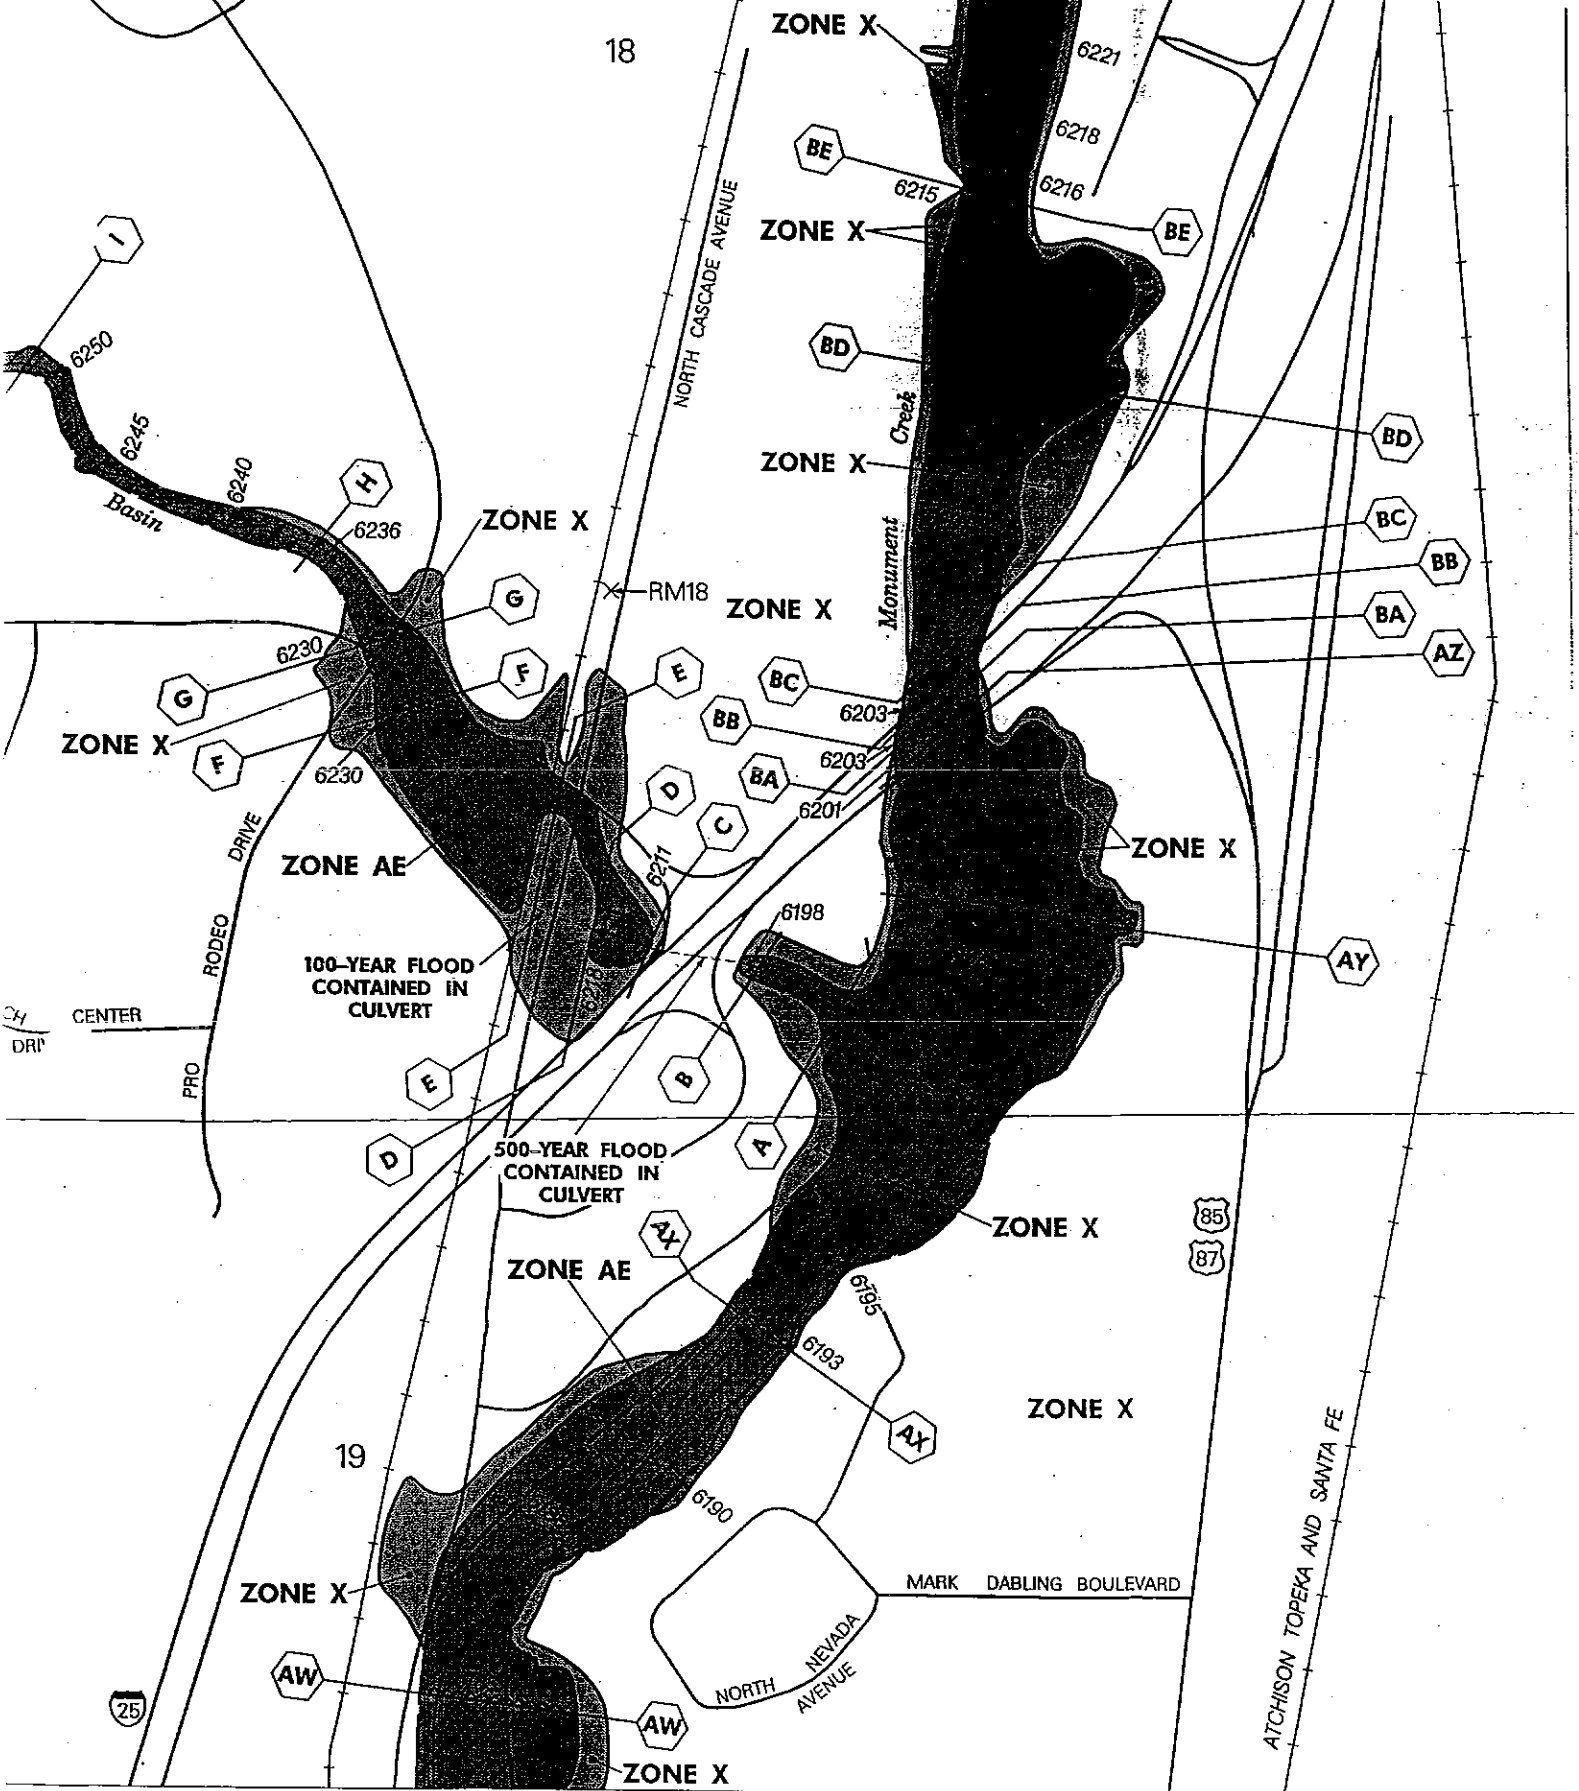 ZONE X
18
6221
6218
BE
6215
6216
ZONE X
BE
I
NORTH CASCADE AVENUE
6250
BD
Creek
6245
BD
ZONE X
6240
H
Basin
ZONE X
BC
6236
Monument
BB
G
RM18
ZONE X
BA
6230
F
E
BC
AZ
G
6203
BB
ZONE X
F
6203
6230
D
BA
6201
C
DRIVE
ZONE X
ZONE AE
6211
6198
RODEO
100-YEAR FLOOD
CONTAINED IN
CULVERT
AY
CH
CENTER
DRI
PRO
E
B
D
500-YEAR FLOOD
CONTAINED IN
CULVERT
A
AX
85
ZONE X
87
ZONE AE
6195
6193
ZONE X
AX
19
6190
ATCHISON TOPEKA AND SANTA FE
ZONE X
MARK DABLING BOULEVARD
NORTH NEVADA
AVENUE
AW
25
AW
ZONE X